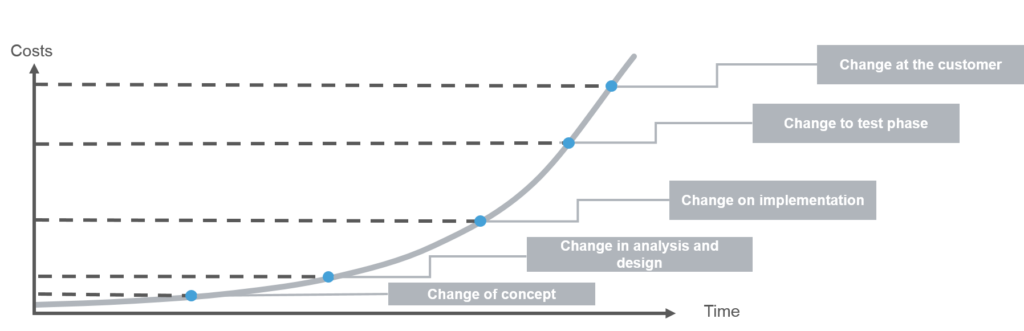 Costs
Change at the customer
Change to test phase
Change on implementation
Change in analysis and
design
Change of concept
Time